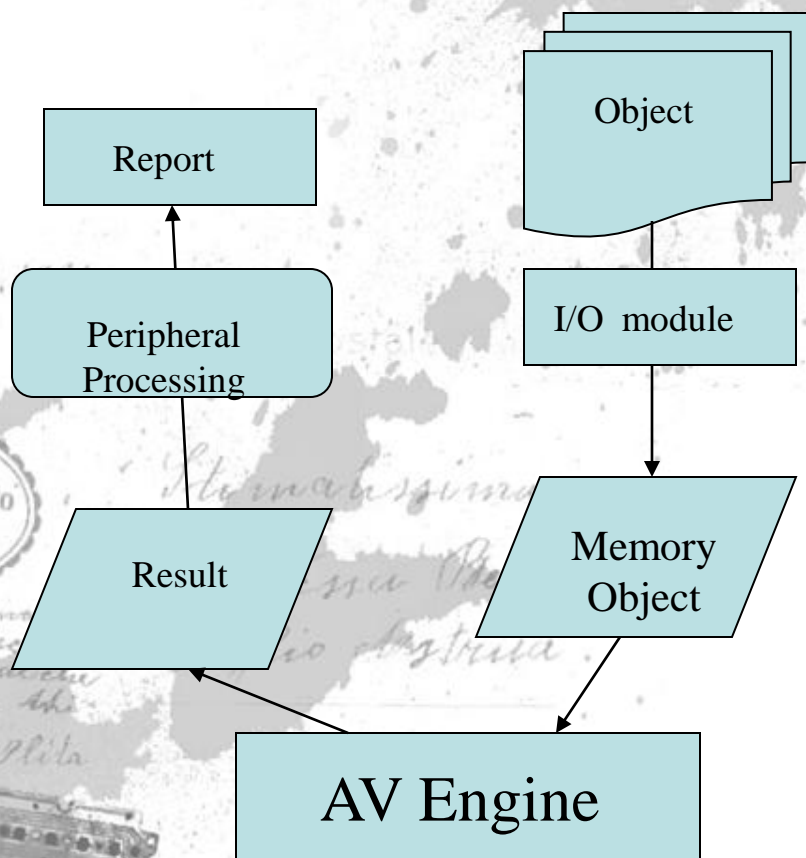 Object
Report
I/O module
Peripheral
Processing
Memory
Object
Result
AV Engine